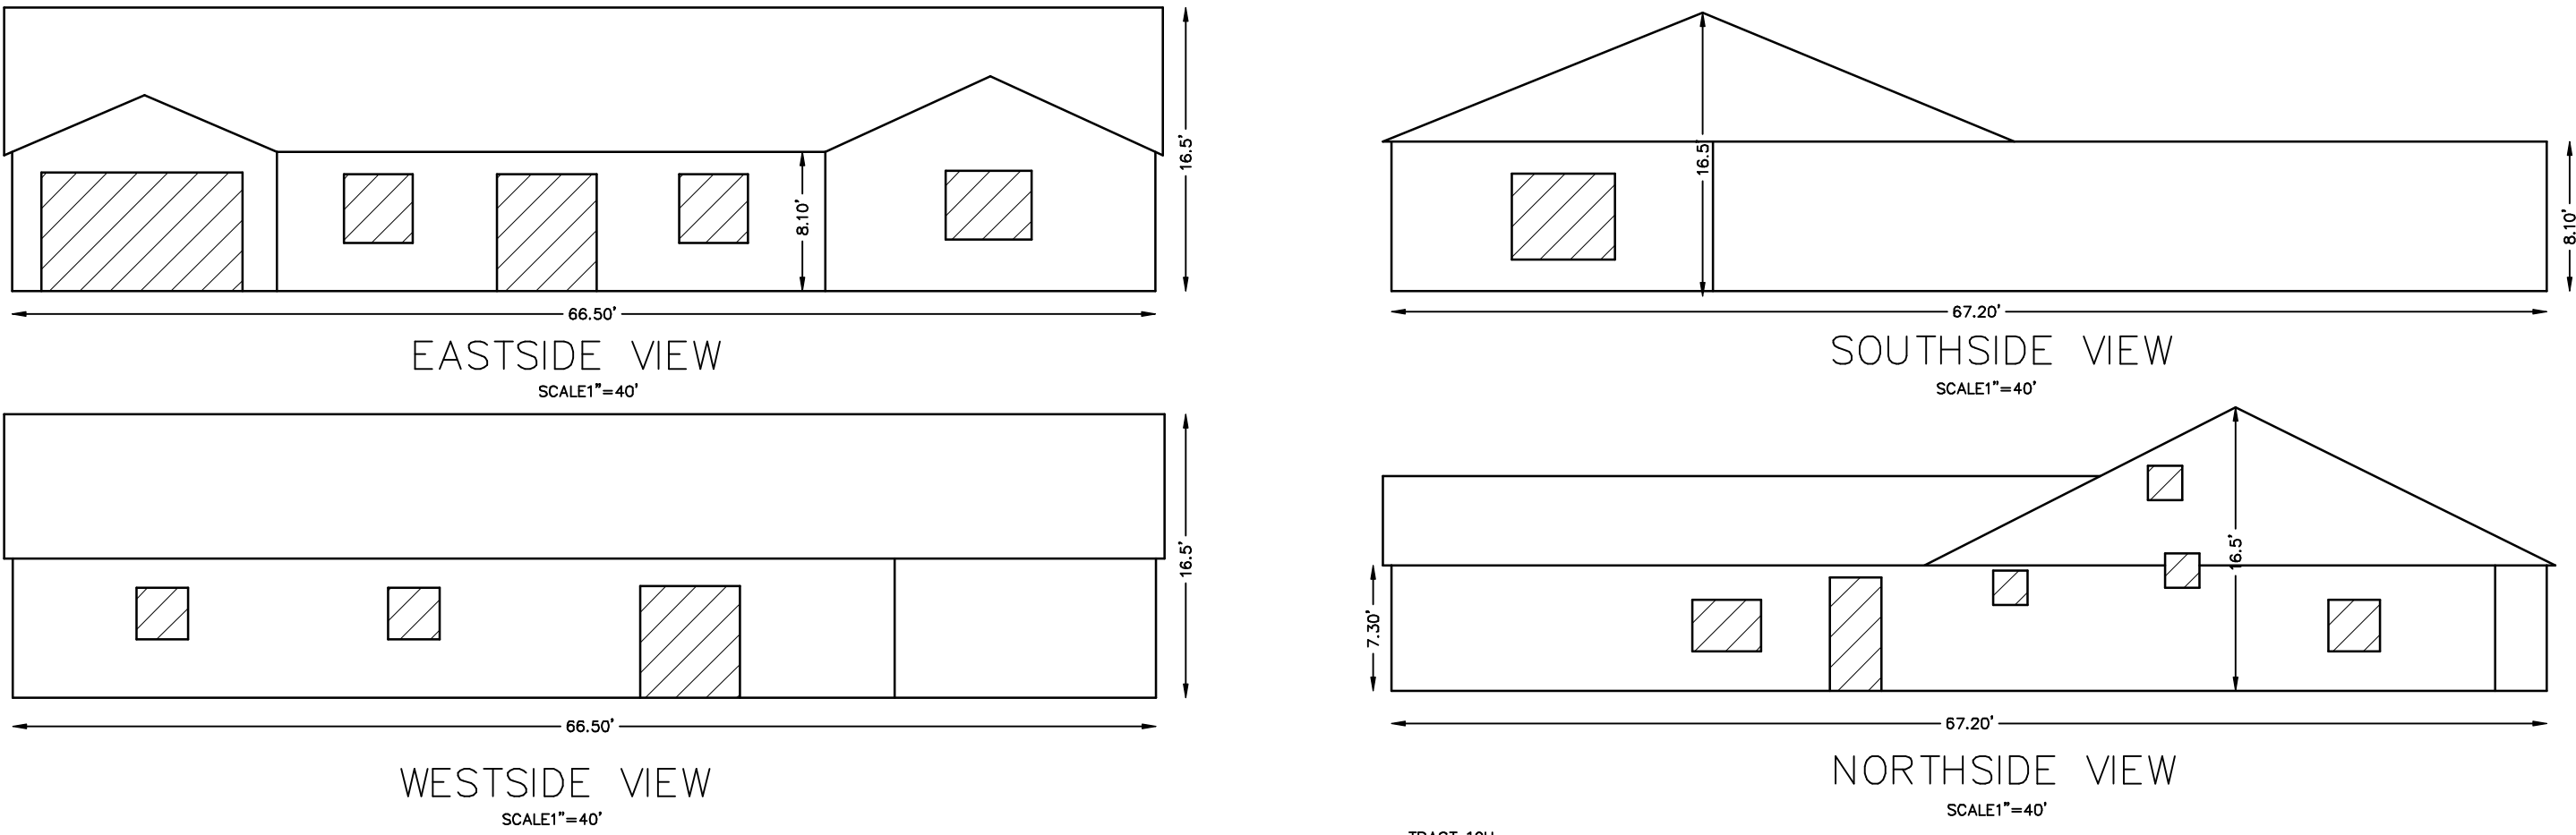 16.5'
8.10'
66.50'
EASTSIDE VIEW
SCALE1"=40'
16.5'
8.10'
67.20'
SOUTHSIDE VIEW
SCALE1"=40'
16.5'
66.50'
WESTSIDE VIEW
SCALE1"=40'
16.5'
7.30'
67.20'
NORTHSIDE VIEW
SCALE1"=40'